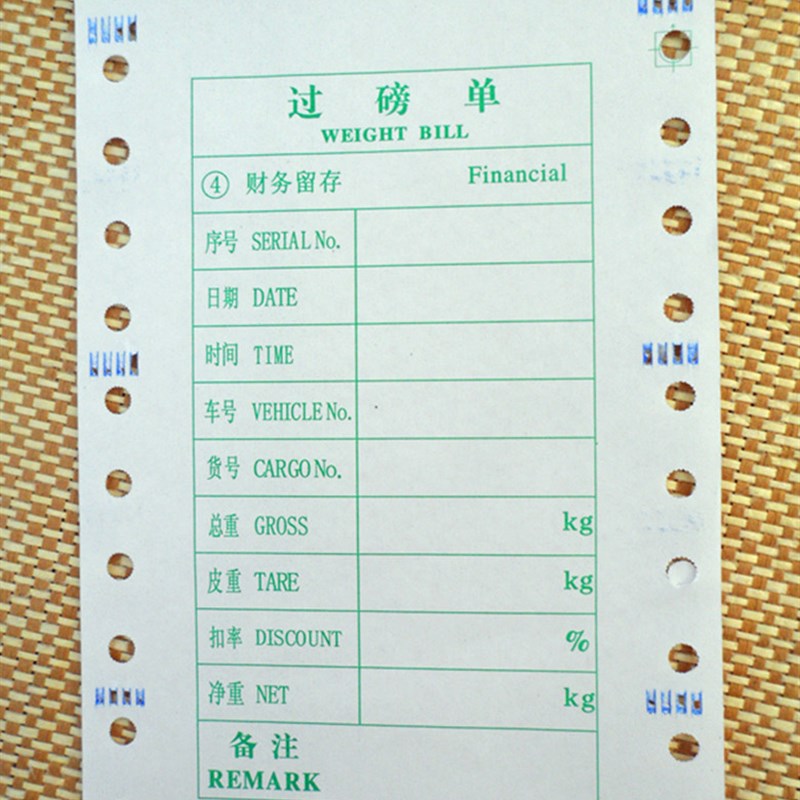 过磅单
WEIGHT BILL
④ 财务留存 Financial
序号 SERIAL No.
日期 DATE
时间 TIME
车号 VEHICLE No.
货号 CARGO No.
总重 GROSS kg
皮重 TARE kg
扣率 DISCOUNT %
净重 NET kg
备注
REMARK